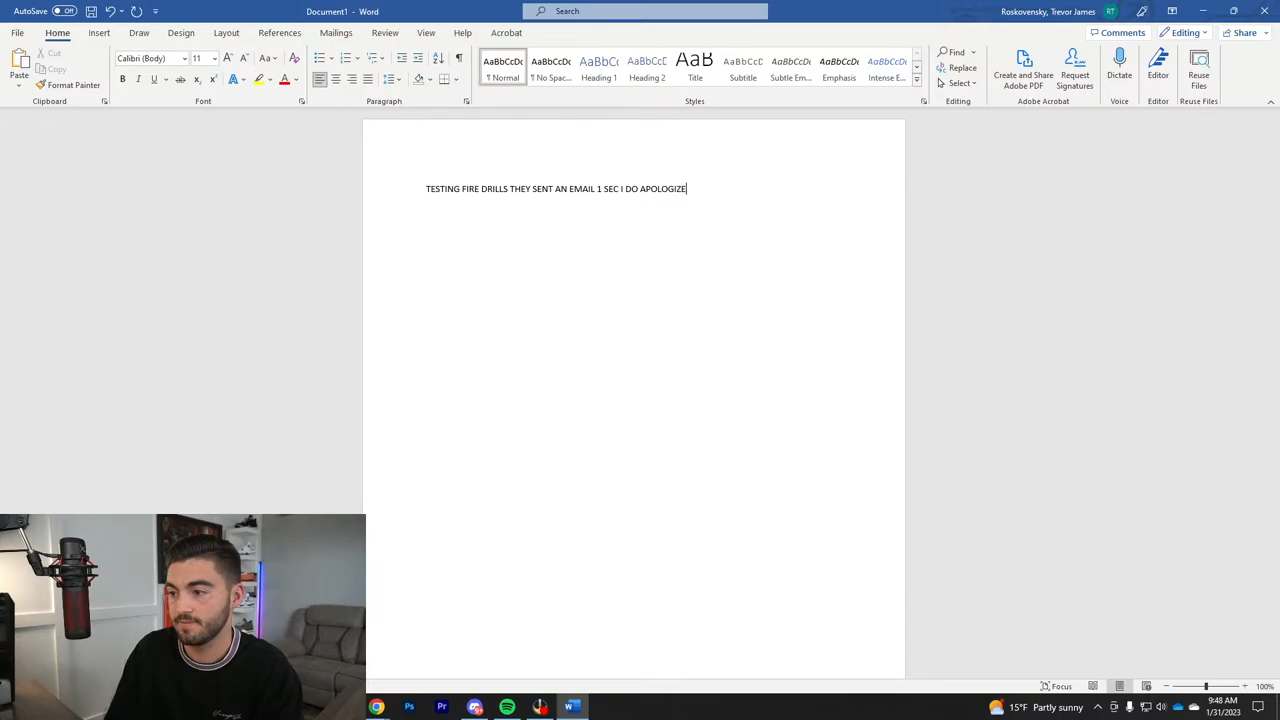 AutoSave Off
Document1 - Word
Search
Roskovensky, Trevor James
RT
File Home Insert Draw Design Layout References Mailings Review View Help Acrobat
Comments Editing Share
Paste
Cut
Copy
Format Painter
Clipboard
Calibri (Body) 11
Font
Paragraph
AaBbCcDc AaBbCcDc AaBbCc AaBbCcD AaB AaBbCcD AaBbCcDc AaBbCcDc AaBbCcDc
¶ Normal ¶ No Spac... Heading 1 Heading 2 Title Subtitle Subtle Em... Emphasis Intense E...
Styles
Find
Replace
Select
Editing
Create and Share
Adobe PDF
Request
Signatures
Adobe Acrobat
Dictate
Voice
Editor
Editor
Reuse
Files
Reuse Files
TESTING FIRE DRILLS THEY SENT AN EMAIL 1 SEC I DO APOLOGIZE
Focus
100%
15°F Partly sunny
9:48 AM
1/31/2023